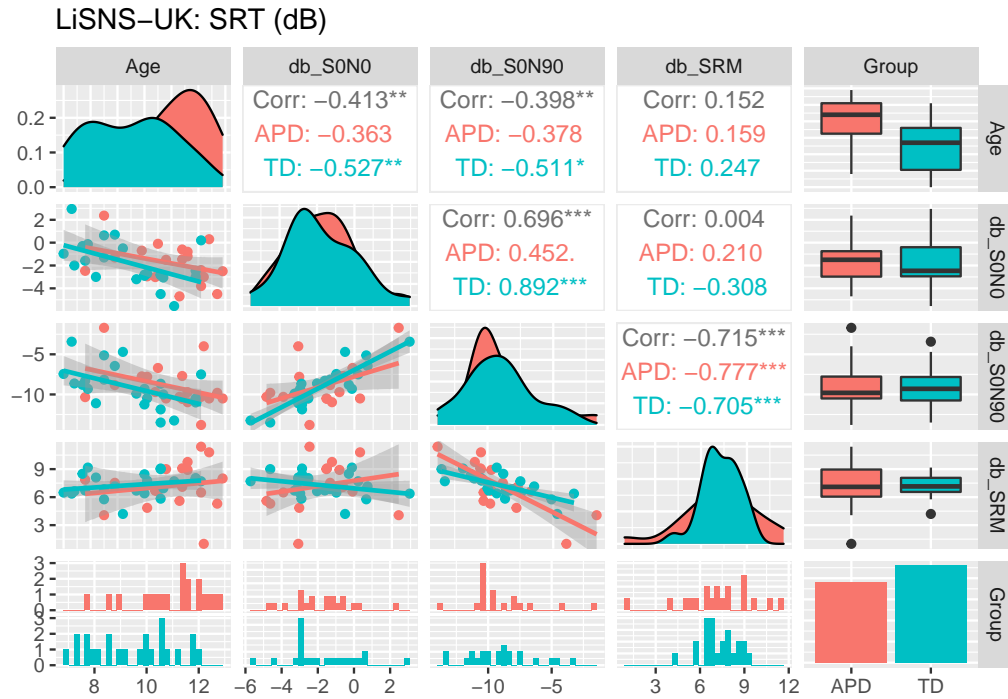 LiSNS−UK: SRT (dB)
Age db_S0N0 db_S0N90 db_SRM Group
0.2
0.1
0.0
Corr: −0.413**
APD: −0.363
TD: −0.527**
Corr: −0.398**
APD: −0.378
TD: −0.511*
Corr: 0.152
APD: 0.159
TD: 0.247
Age
2
0
−2
−4
Corr: 0.696***
APD: 0.452.
TD: 0.892***
Corr: 0.004
APD: 0.210
TD: −0.308
db_S0N0
−5
−10
Corr: −0.715***
APD: −0.777***
TD: −0.705***
db_S0N90
9
6
3
db_SRM
3
2
1
0
3
2
1
0
Group
8 10 12 −6 −4 −2 0 2 −10 −5 3 6 9 12 APD TD